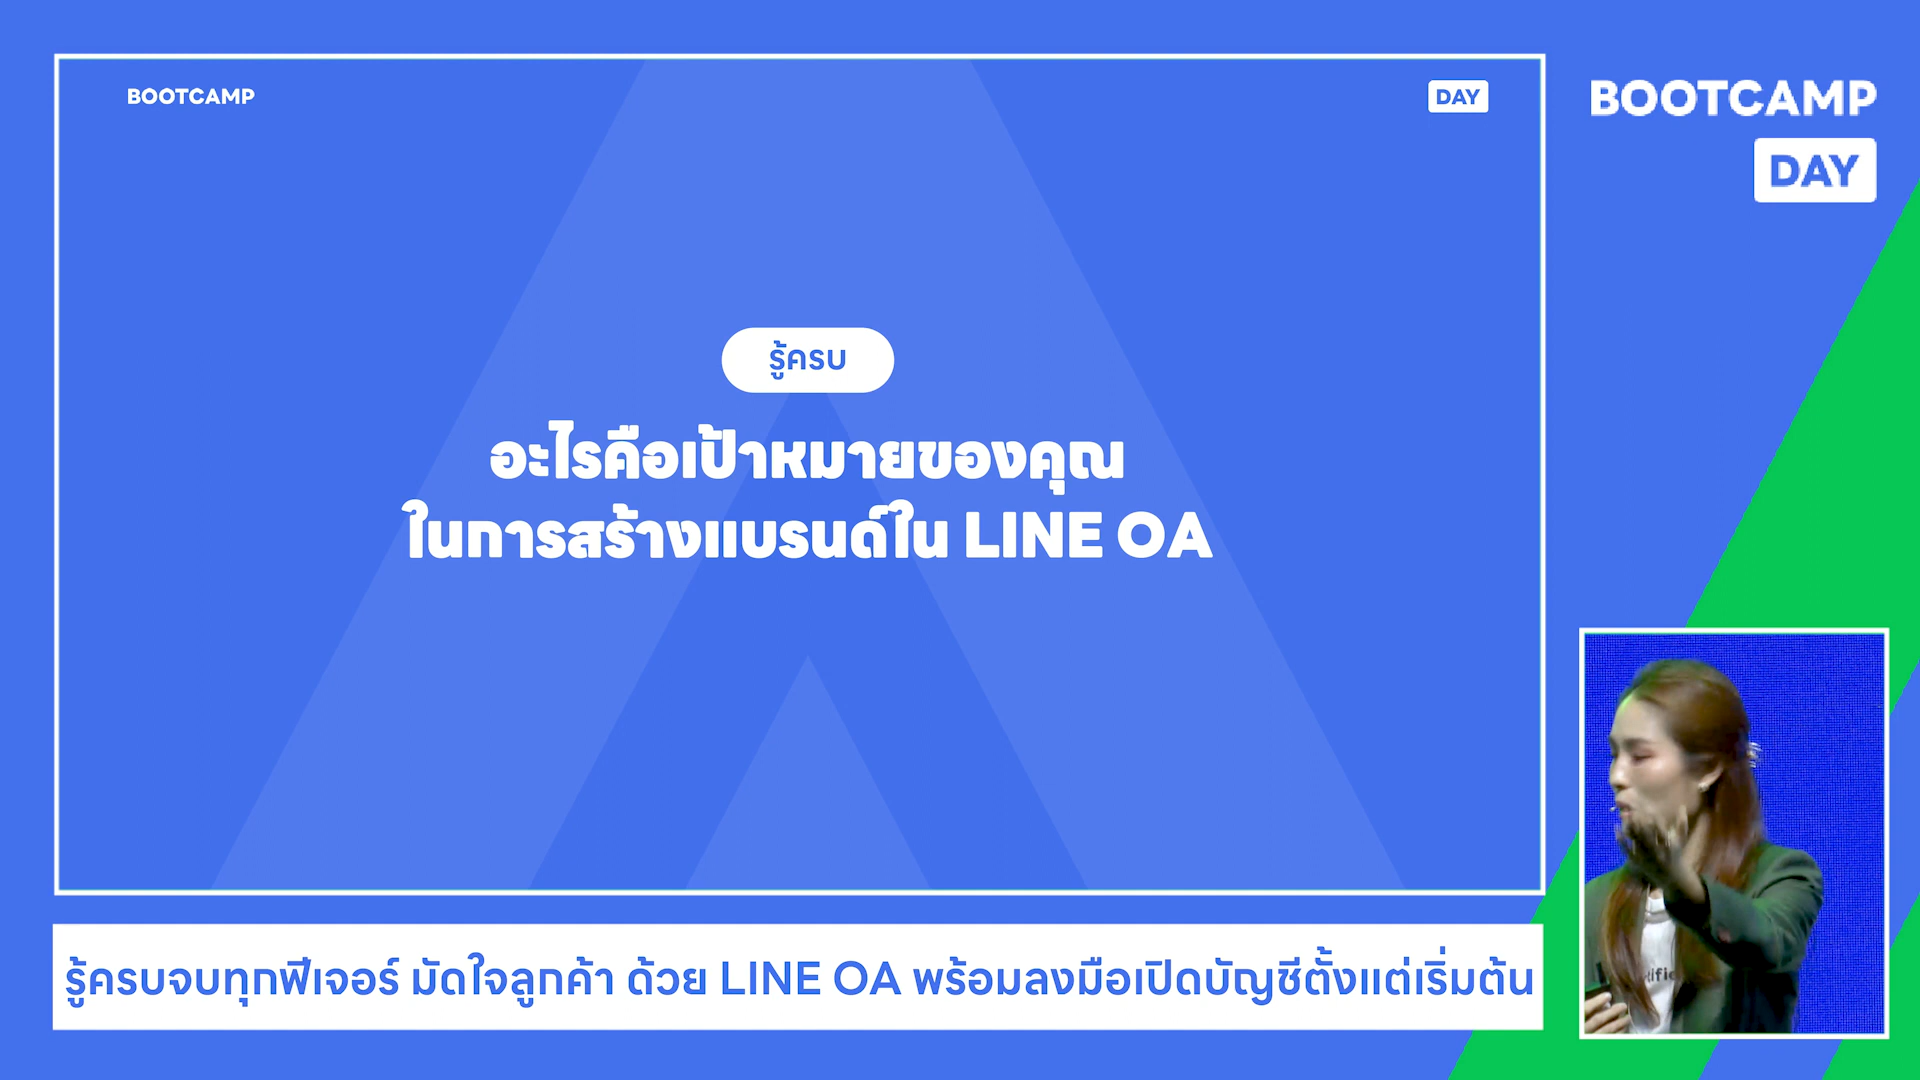 BOOTCAMP
DAY
รู้ครบ
อะไรคือเป้าหมายของคุณ
ในการสร้างแบรนด์ใน LINE OA
BOOTCAMP
DAY
รู้ครบจบทุกฟีเจอร์ มัดใจลูกค้า ด้วย LINE OA พร้อมลงมือเปิดบัญชีตั้งแต่เริ่มต้น